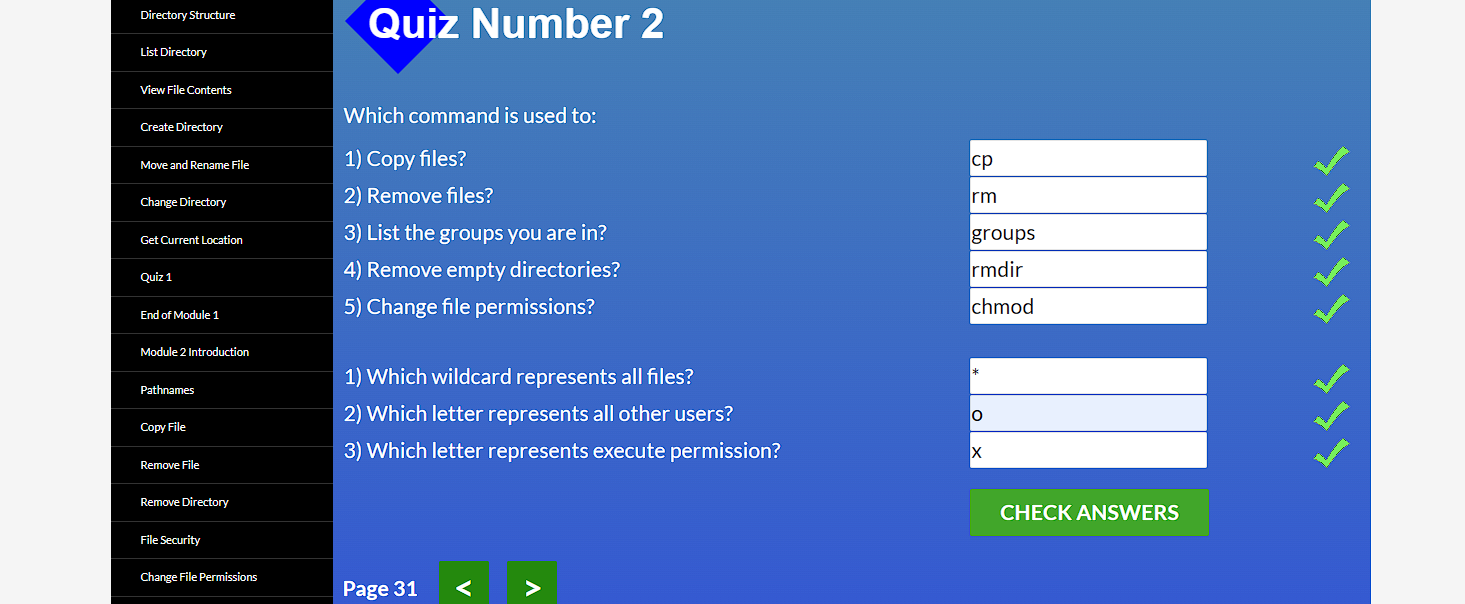 Directory Structure
List Directory
View File Contents
Create Directory
Move and Rename File
Change Directory
Get Current Location
Quiz 1
End of Module 1
Module 2 Introduction
Pathnames
Copy File
Remove File
Remove Directory
File Security
Change File Permissions
Quiz Number 2
Which command is used to:
1) Copy files? cp
2) Remove files? rm
3) List the groups you are in? groups
4) Remove empty directories? rmdir
5) Change file permissions? chmod
1) Which wildcard represents all files? *
2) Which letter represents all other users? o
3) Which letter represents execute permission? x
CHECK ANSWERS
Page 31 < >